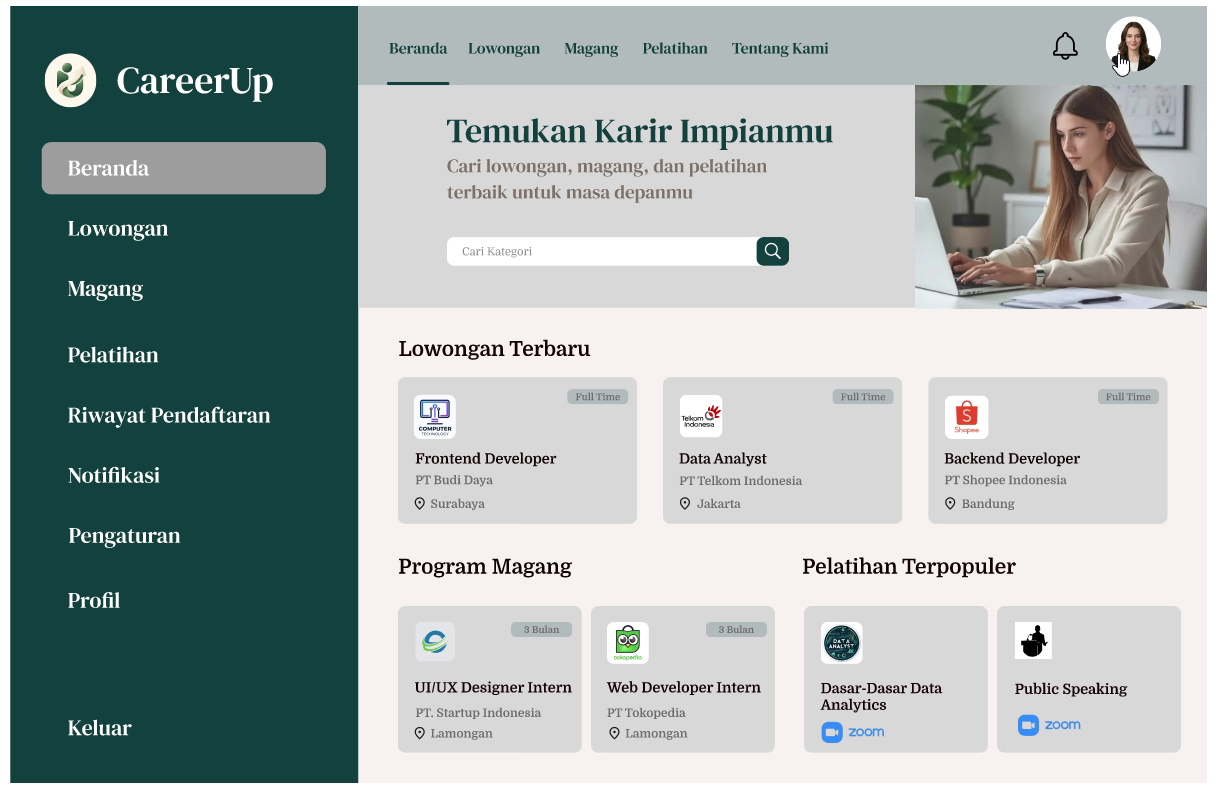 CareerUp
Beranda
Lowongan
Magang
Pelatihan
Riwayat Pendaftaran
Notifikasi
Pengaturan
Profil
Keluar
Beranda Lowongan Magang Pelatihan Tentang Kami
Temukan Karir Impianmu
Cari lowongan, magang, dan pelatihan
terbaik untuk masa depanmu
Cari Kategori
Lowongan Terbaru
Full Time
COMPUTER
TECHNOLOGY
Frontend Developer
PT Budi Daya
Surabaya
Full Time
Telkom
Indonesia
Data Analyst
PT Telkom Indonesia
Jakarta
Full Time
S
Shopee
Backend Developer
PT Shopee Indonesia
Bandung
Program Magang
3 Bulan
UI/UX Designer Intern
PT. Startup Indonesia
Lamongan
3 Bulan
tokopedia
Web Developer Intern
PT Tokopedia
Lamongan
Pelatihan Terpopuler
DATA
ANALYST
Dasar-Dasar Data
Analytics
zoom
Public Speaking
zoom